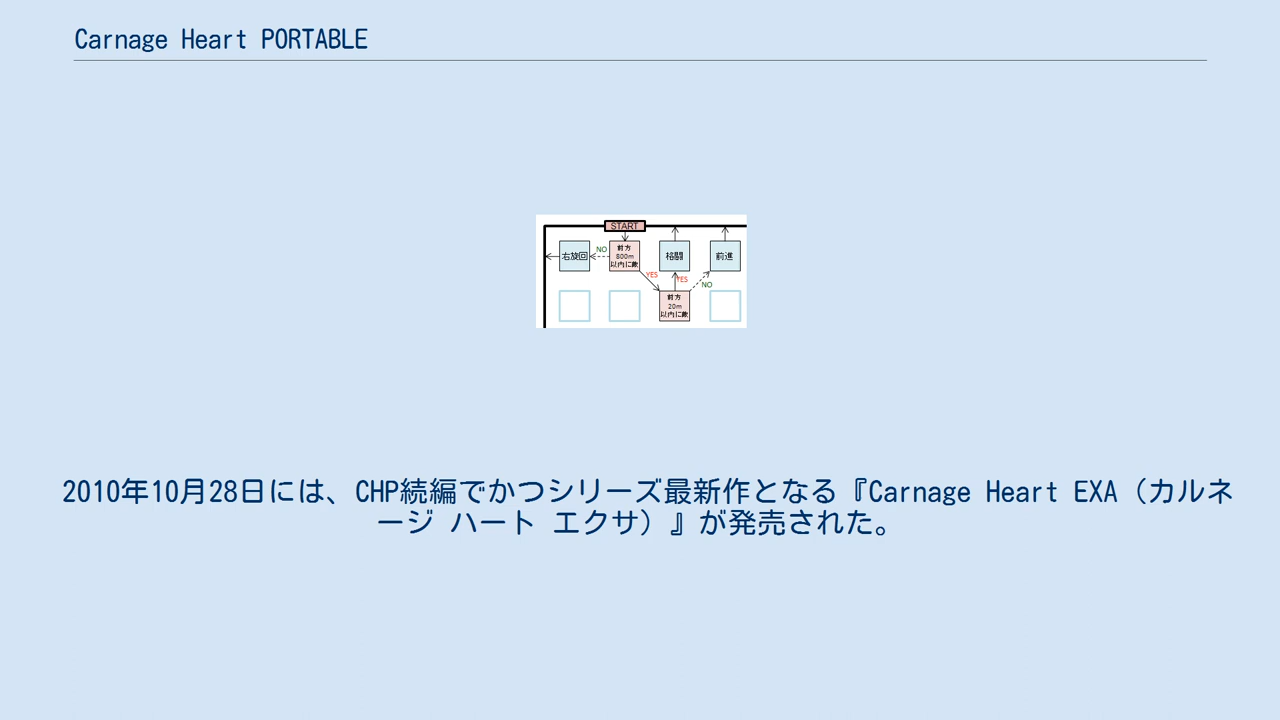 Carnage Heart PORTABLE
START
右旋回
NO
前方
800m
以内に敵
格闘
前進
YES
YES
NO
前方
20m
以内に敵
2010年10月28日には、CHP続編でかつシリーズ最新作となる『Carnage Heart EXA（カルネ
ージ ハート エクサ）』が発売された。